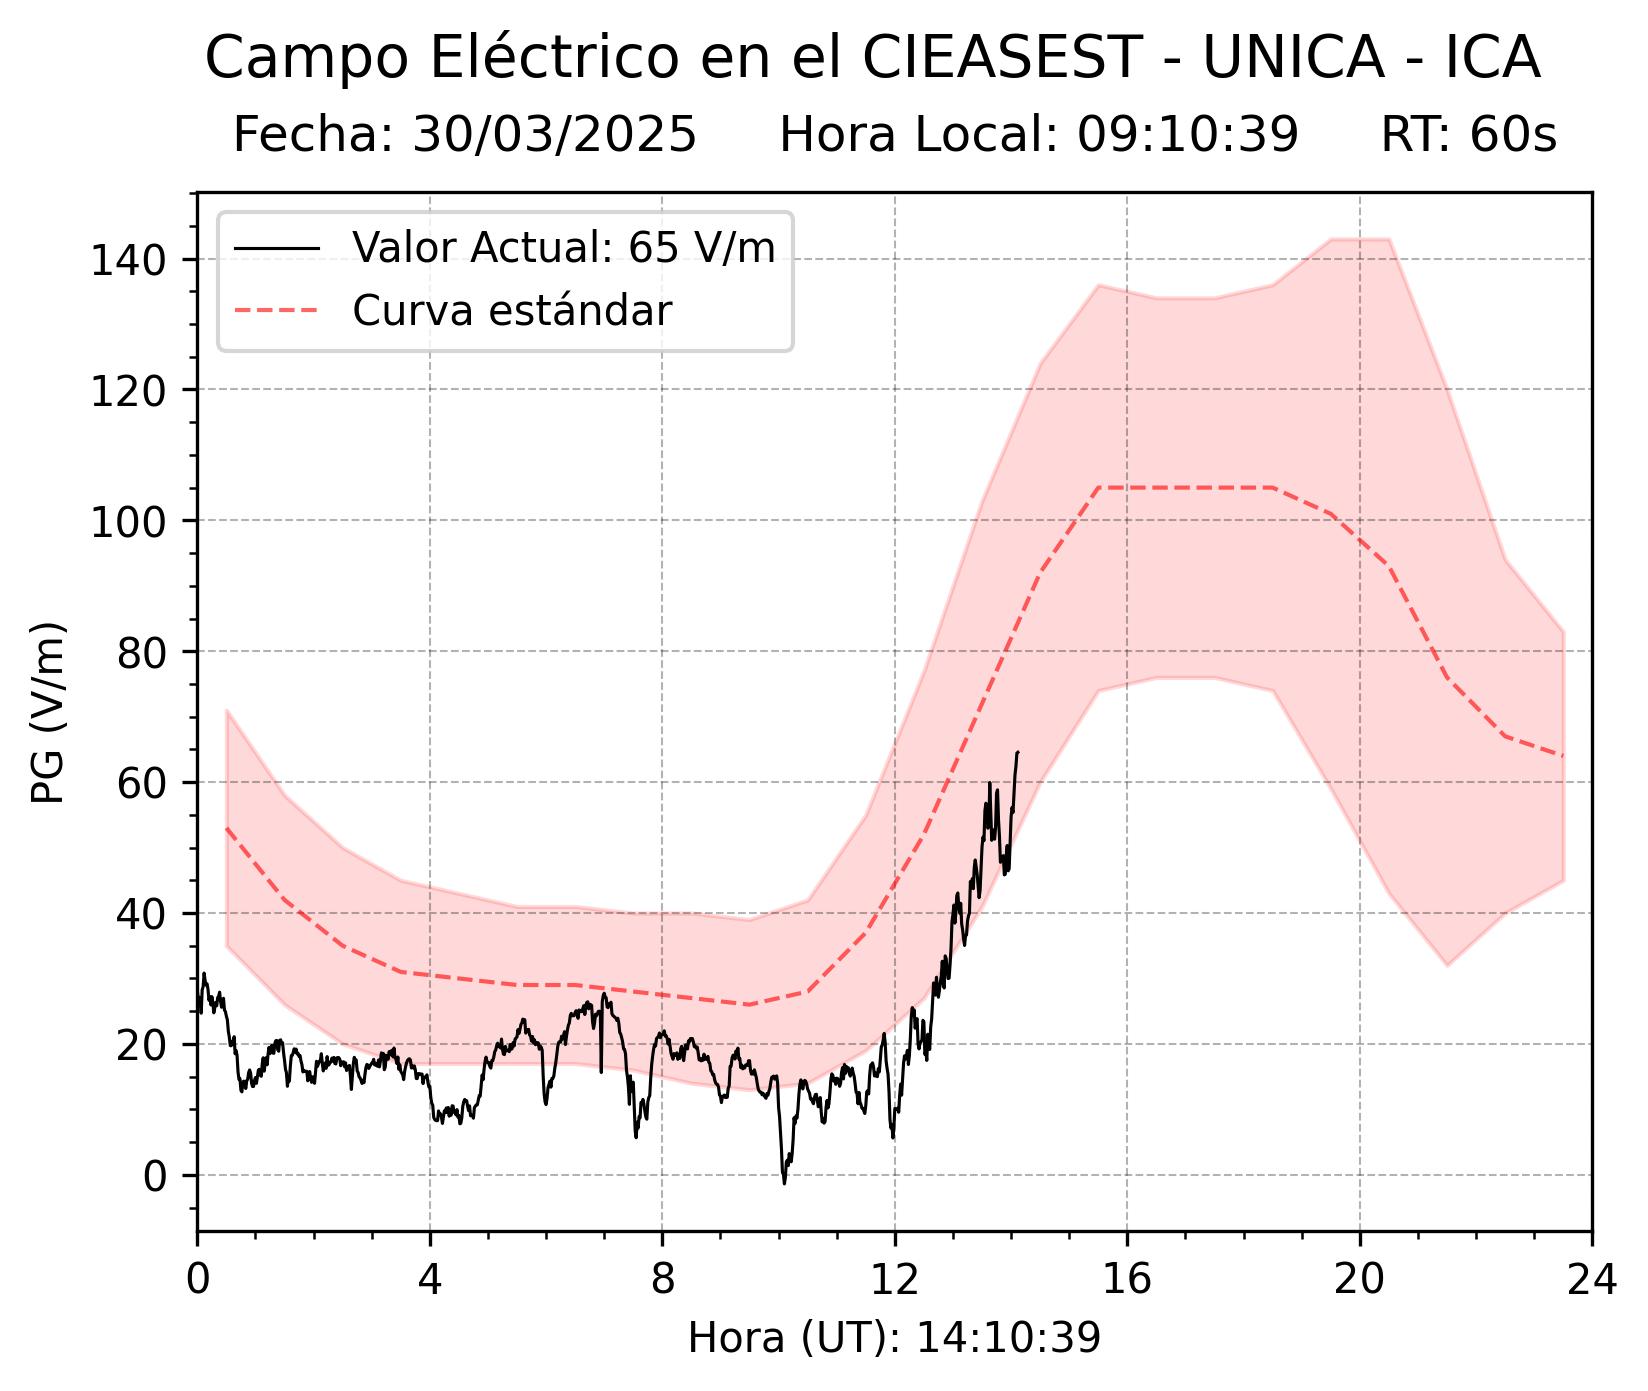 Campo Eléctrico en el CIEASEST - UNICA - ICA
Fecha: 30/03/2025 Hora Local: 09:10:39 RT: 60s
Valor Actual: 65 V/m
Curva estándar
PG (V/m)
140
120
100
80
60
40
20
0
0 4 8 12 16 20 24
Hora (UT): 14:10:39